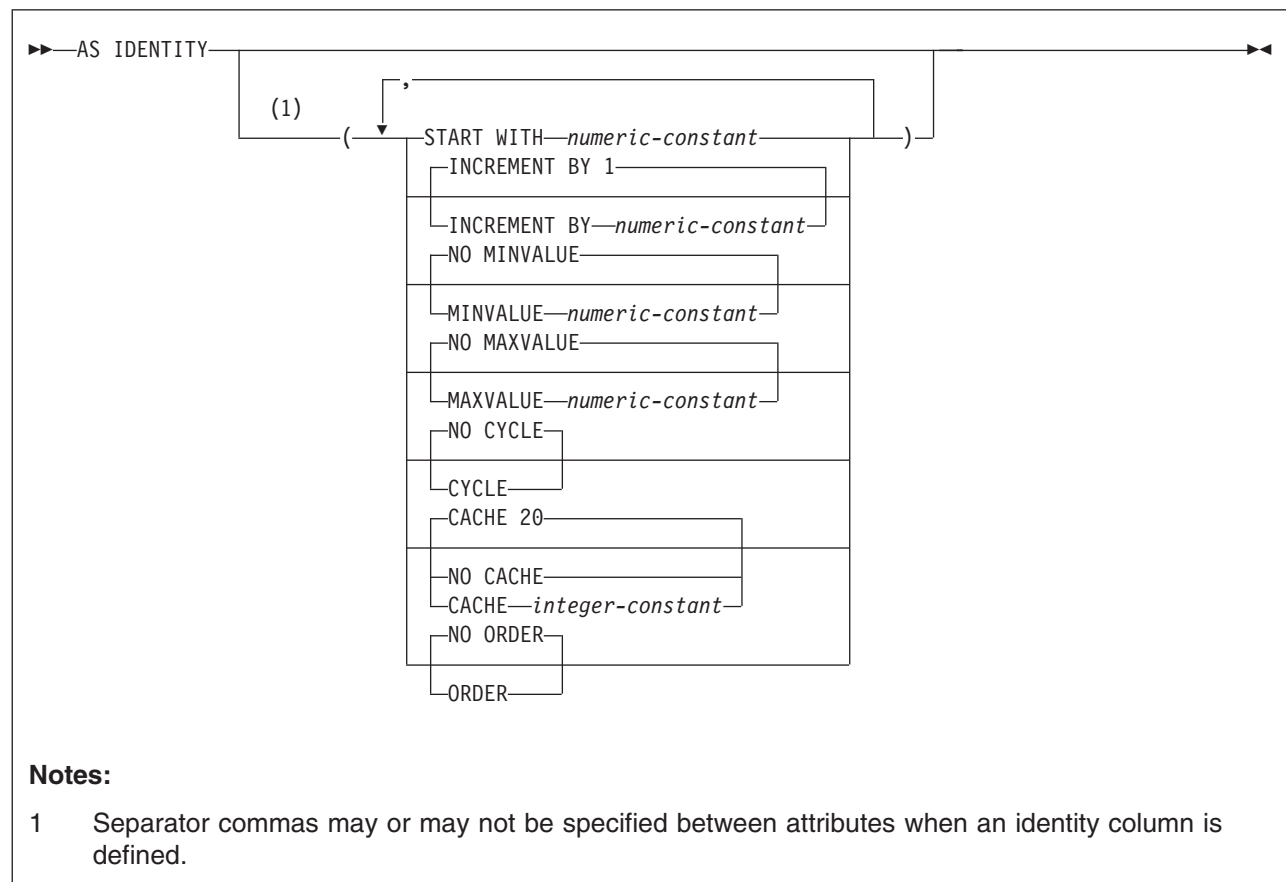 AS IDENTITY
,
(1)
( START WITH numeric-constant )
INCREMENT BY 1
INCREMENT BY numeric-constant
NO MINVALUE
MINVALUE numeric-constant
NO MAXVALUE
MAXVALUE numeric-constant
NO CYCLE
CYCLE
CACHE 20
NO CACHE
CACHE integer-constant
NO ORDER
ORDER
Notes:
1 Separator commas may or may not be specified between attributes when an identity column is
defined.